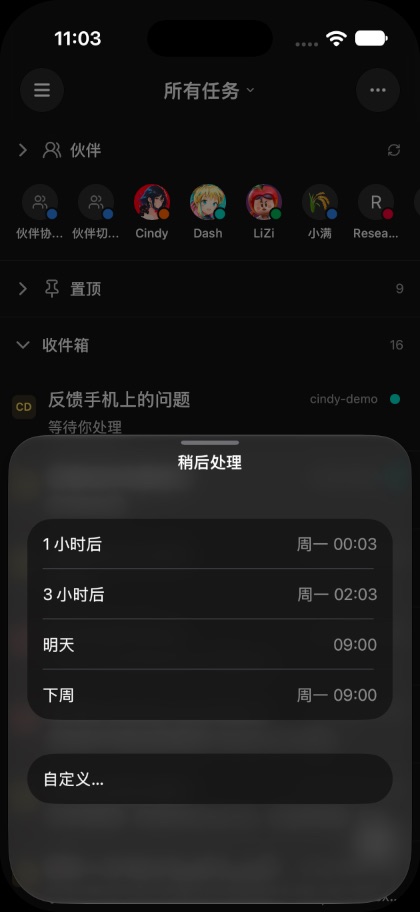 11:03
所有任务
伙伴
伙伴协...
伙伴切...
Cindy
Dash
LiZi
小满
R
Resea...
置顶
9
收件箱
16
CD
反馈手机上的问题
cindy-demo
等待你处理
稍后处理
1 小时后
周一 00:03
3 小时后
周一 02:03
明天
09:00
下周
周一 09:00
自定义...